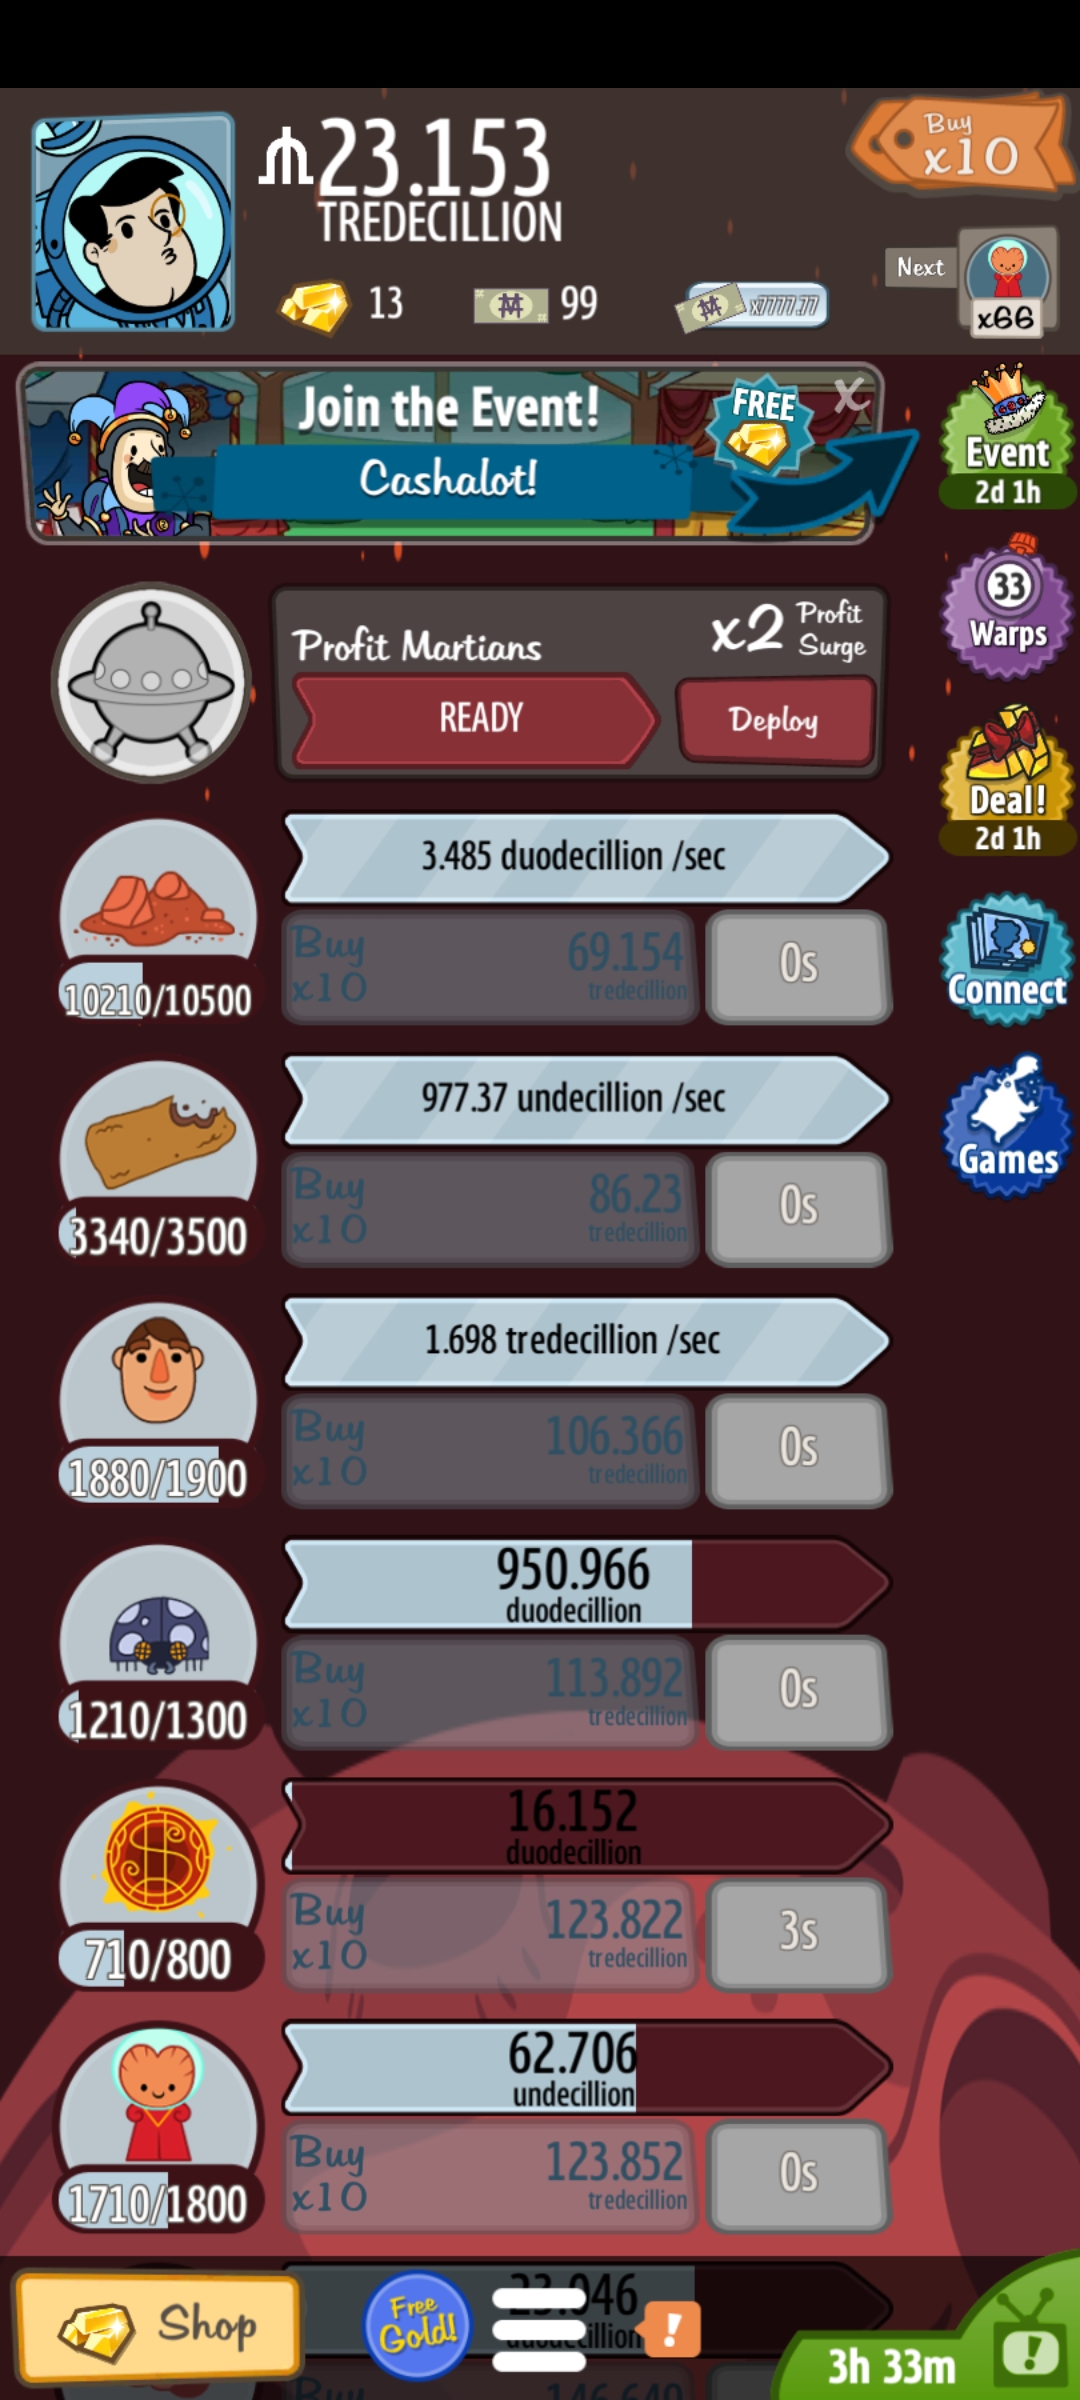 23.153
TREDECILLION
Buy
x10
13
99
x7777.77
Next
x66
Join the Event!
Cashalot!
FREE
X
Event
2d 1h
Profit Martians
x2 Profit
Surge
READY
Deploy
33
Warps
Deal!
2d 1h
3.485 duodecillion /sec
Buy
x10
69.154
tredecillion
0s
10210/10500
Connect
977.37 undecillion /sec
Buy
x10
86.23
tredecillion
0s
3340/3500
Games
1.698 tredecillion /sec
Buy
x10
106.366
tredecillion
0s
1880/1900
950.966
duodecillion
Buy
x10
113.892
tredecillion
0s
1210/1300
16.152
duodecillion
Buy
x10
123.822
tredecillion
3s
710/800
62.706
undecillion
Buy
x10
123.852
tredecillion
0s
1710/1800
Shop
Free
Gold!
!
3h 33m
!